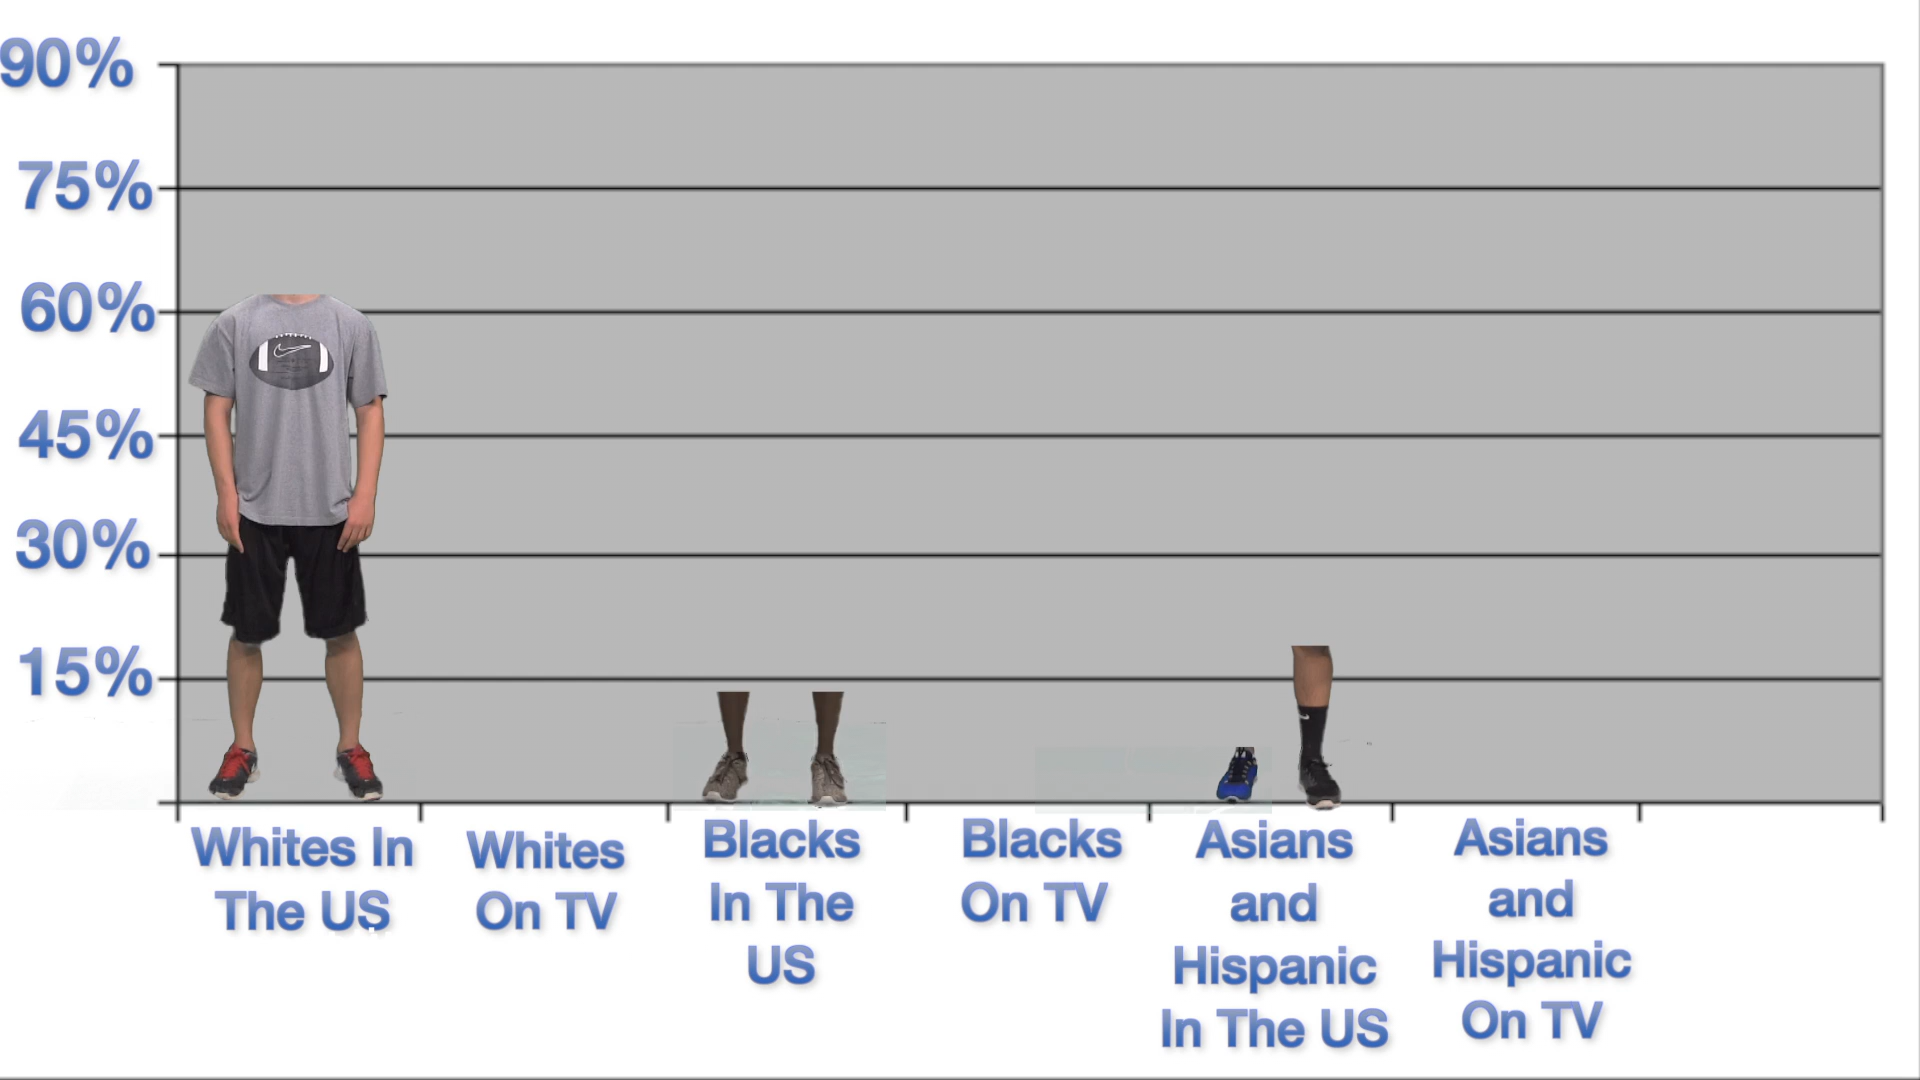 90%
75%
60%
45%
30%
15%
Whites In
The US
Whites
On TV
Blacks
In The
US
Blacks
On TV
Asians
and
Hispanic
In The US
Asians
and
Hispanic
On TV